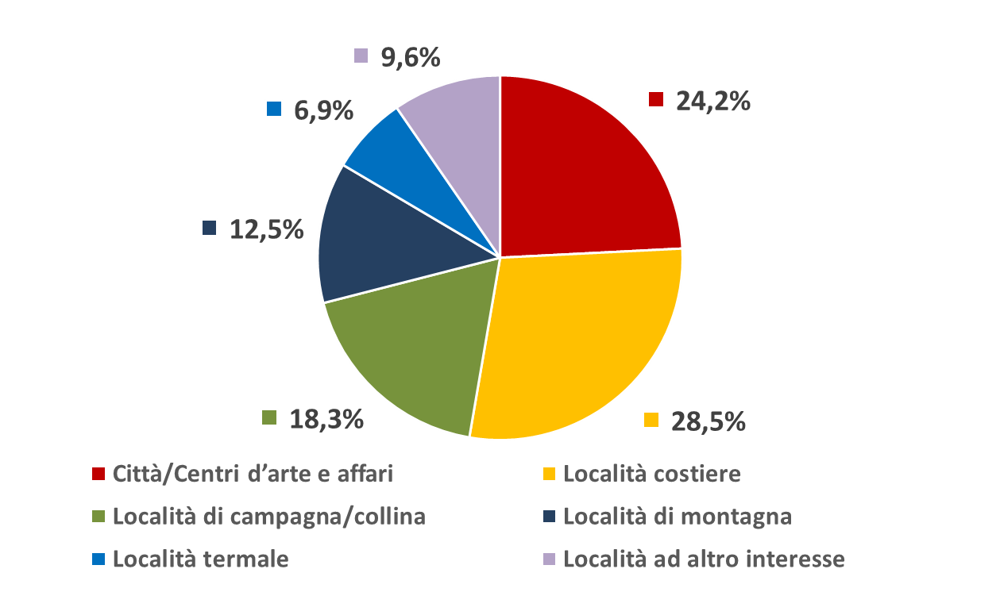 9,6%
24,2%
6,9%
12,5%
18,3%
28,5%
Città/Centri d’arte e affari
Località costiere
Località di campagna/collina
Località di montagna
Località termale
Località ad altro interesse